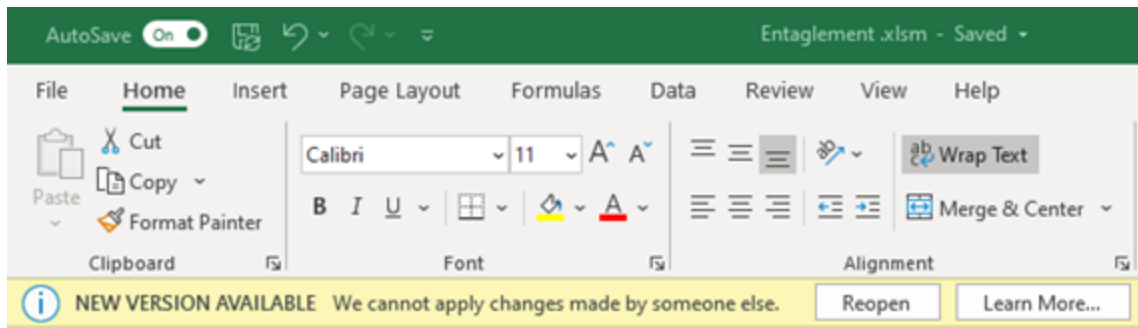 AutoSave On Entaglement .xlsm - Saved
File Home Insert Page Layout Formulas Data Review View Help
Cut
Calibri 11 A A ab Wrap Text
Paste Copy
Format Painter B I U A Merge & Center
Clipboard Font Alignment
NEW VERSION AVAILABLE We cannot apply changes made by someone else. Reopen Learn More...